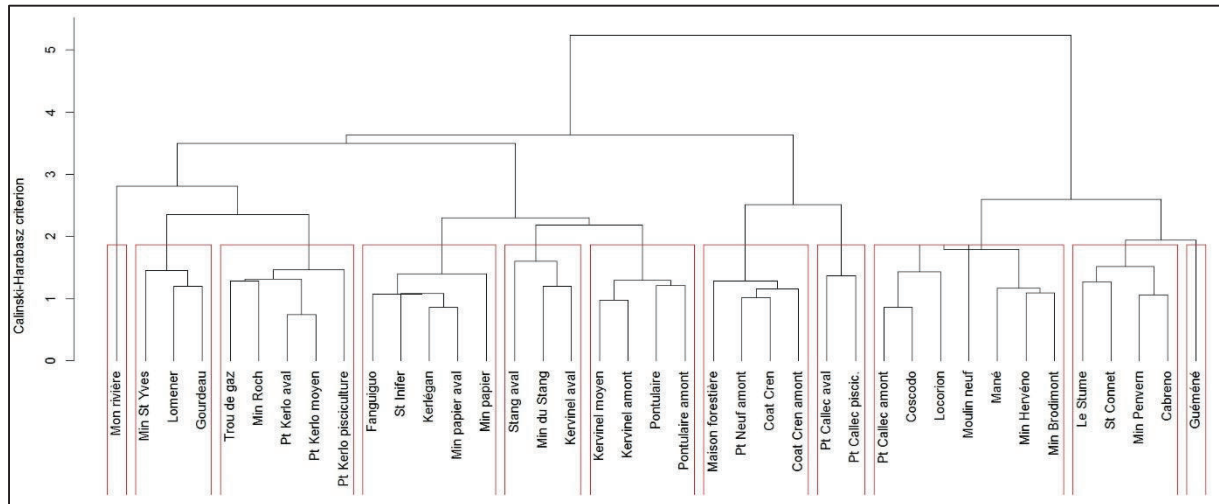 5
4
3
2
1
0
Calinski-Harabasz criterion
Mon rivière
Min St Yves
Lomener
Gourdeau
Trou de gaz
Min Roch
Pt Kerlo aval
Pt Kerlo moyen
Pt Kerlo pisciculture
Fanguiguo
St Inifer
Kerlégan
Min papier aval
Min papier
Stang aval
Min du Stang
Kervinel aval
Kervinel moyen
Kervinel amont
Pontulaire
Pontulaire amont
Maison forestière
Pt Neuf amont
Coat Cren
Coat Cren amont
Pt Callec aval
Pt Callec piscic.
Pt Callec amont
Coscodo
Locorion
Moulin neuf
Mané
Min Hervéno
Min Brodimont
Le Stume
St Connet
Min Penvern
Cabreno
Guéméné